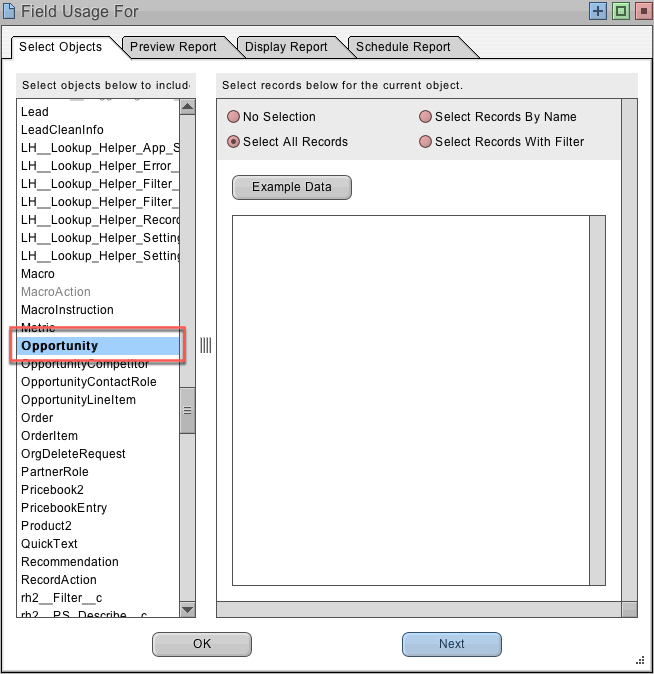 Field Usage For
Select Objects
Preview Report
Display Report
Schedule Report
Select objects below to include
Select records below for the current object.
Lead
LeadCleanInfo
LH__Lookup_Helper_App_S
LH__Lookup_Helper_Error_
LH__Lookup_Helper_Filter_
LH__Lookup_Helper_Filter_
LH__Lookup_Helper_Record
LH__Lookup_Helper_Setting
LH__Lookup_Helper_Setting
Macro
MacroAction
MacroInstruction
Metric
Opportunity
OpportunityCompetitor
OpportunityContactRole
OpportunityLineItem
Order
OrderItem
OrgDeleteRequest
PartnerRole
Pricebook2
PricebookEntry
Product2
QuickText
Recommendation
RecordAction
rh2__Filter__c
rh2__PS_Describe__c
No Selection
Select Records By Name
Select All Records
Select Records With Filter
Example Data
OK
Next